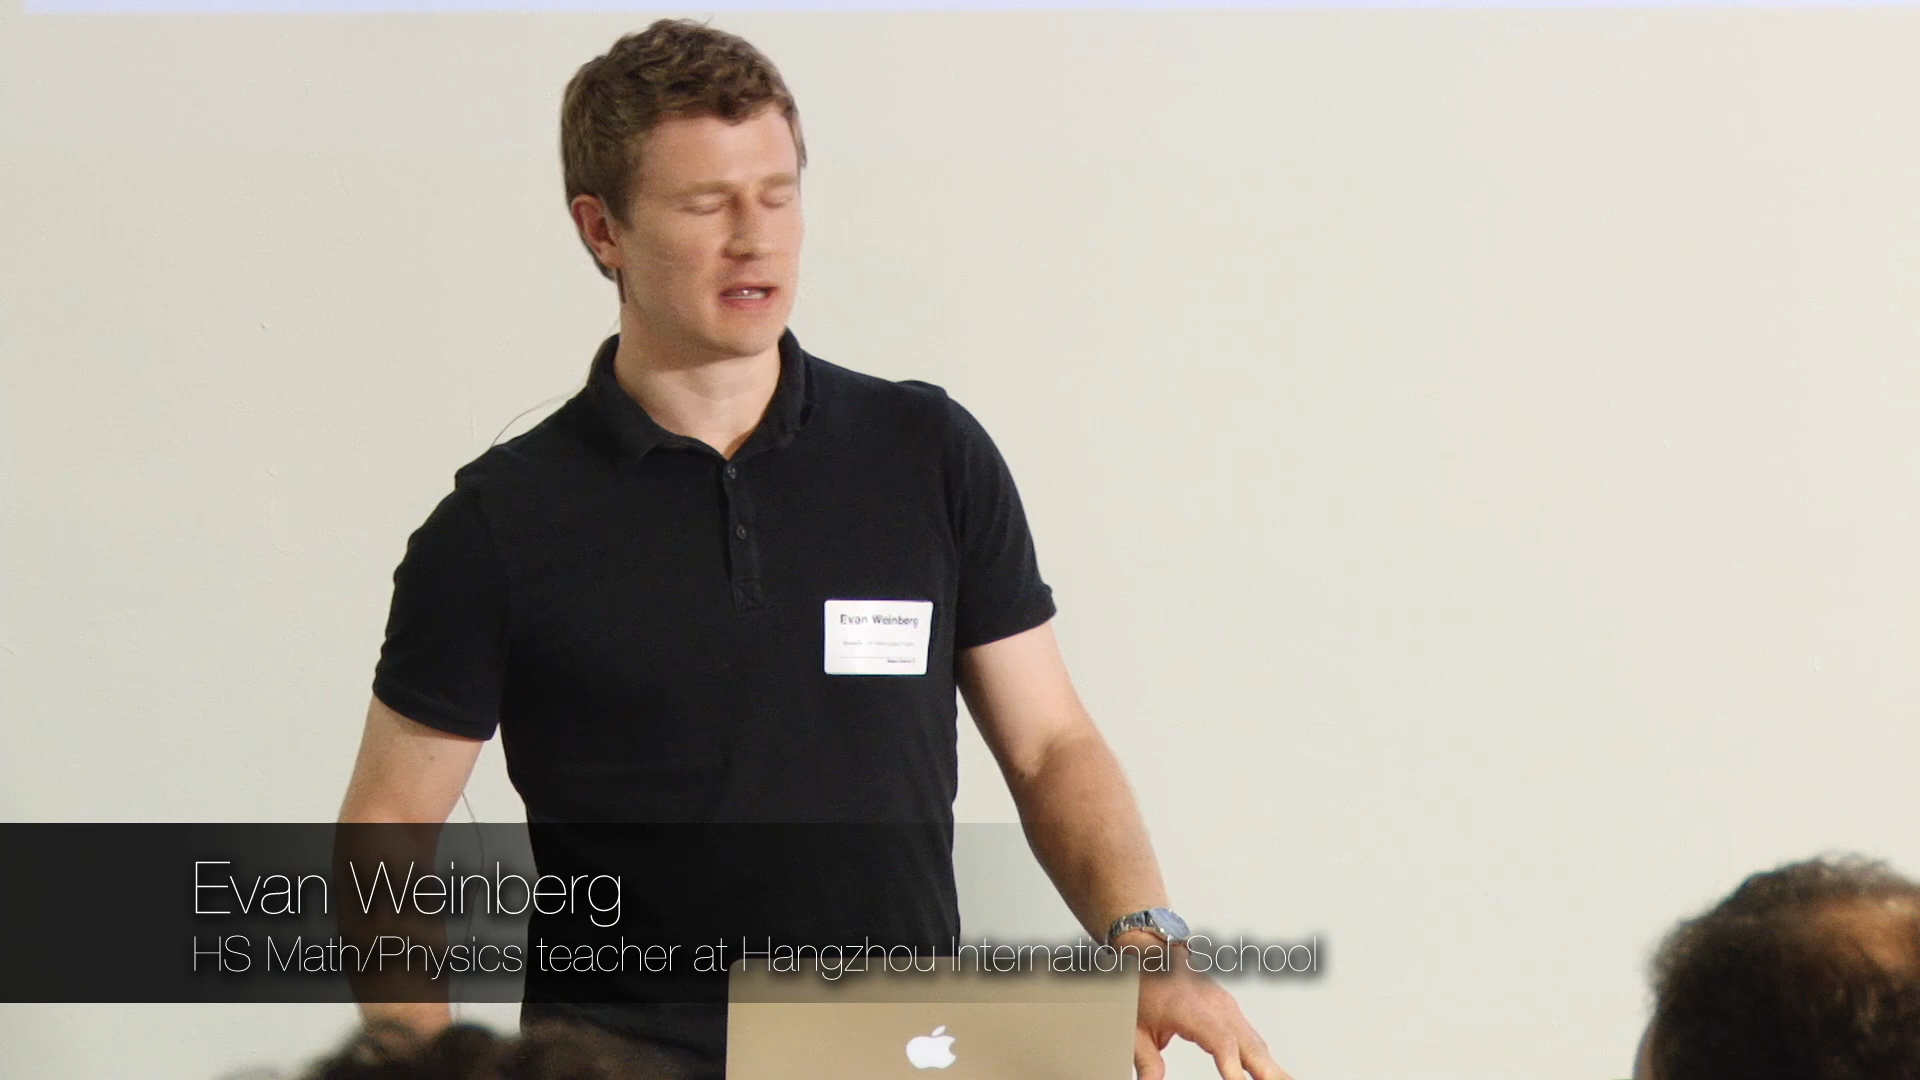 Evan Weinberg
Evan Weinberg
HS Math/Physics teacher at Hangzhou International School